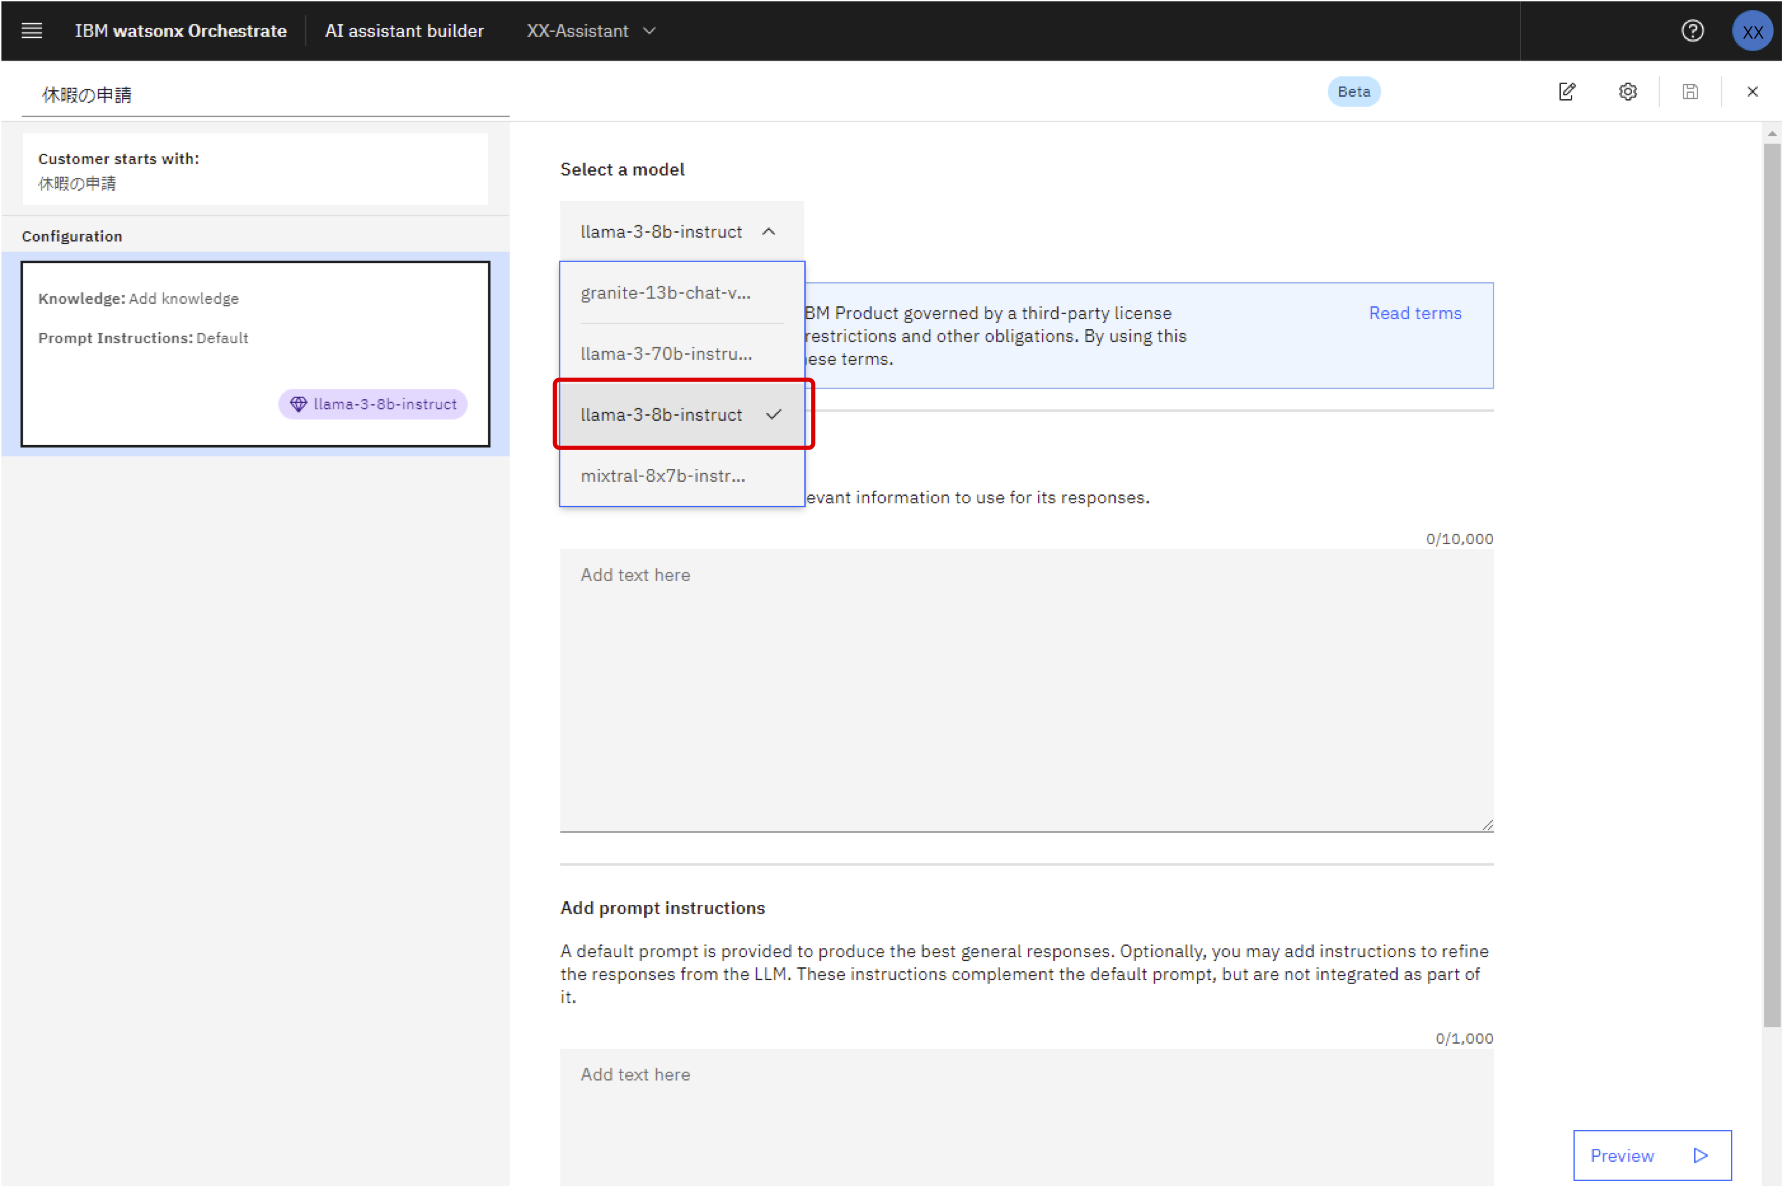 IBM watsonx Orchestrate
AI assistant builder
XX-Assistant
XX
休暇の申請
Beta
Customer starts with:
休暇の申請
Configuration
Knowledge: Add knowledge
Prompt Instructions: Default
llama-3-8b-instruct
Select a model
llama-3-8b-instruct
granite-13b-chat-v...
llama-3-70b-instru...
llama-3-8b-instruct
mixtral-8x7b-instr...
BM Product governed by a third-party license
restrictions and other obligations. By using this
ese terms.
Read terms
evant information to use for its responses.
0/10,000
Add text here
Add prompt instructions
A default prompt is provided to produce the best general responses. Optionally, you may add instructions to refine
the responses from the LLM. These instructions complement the default prompt, but are not integrated as part of
it.
0/1,000
Add text here
Preview